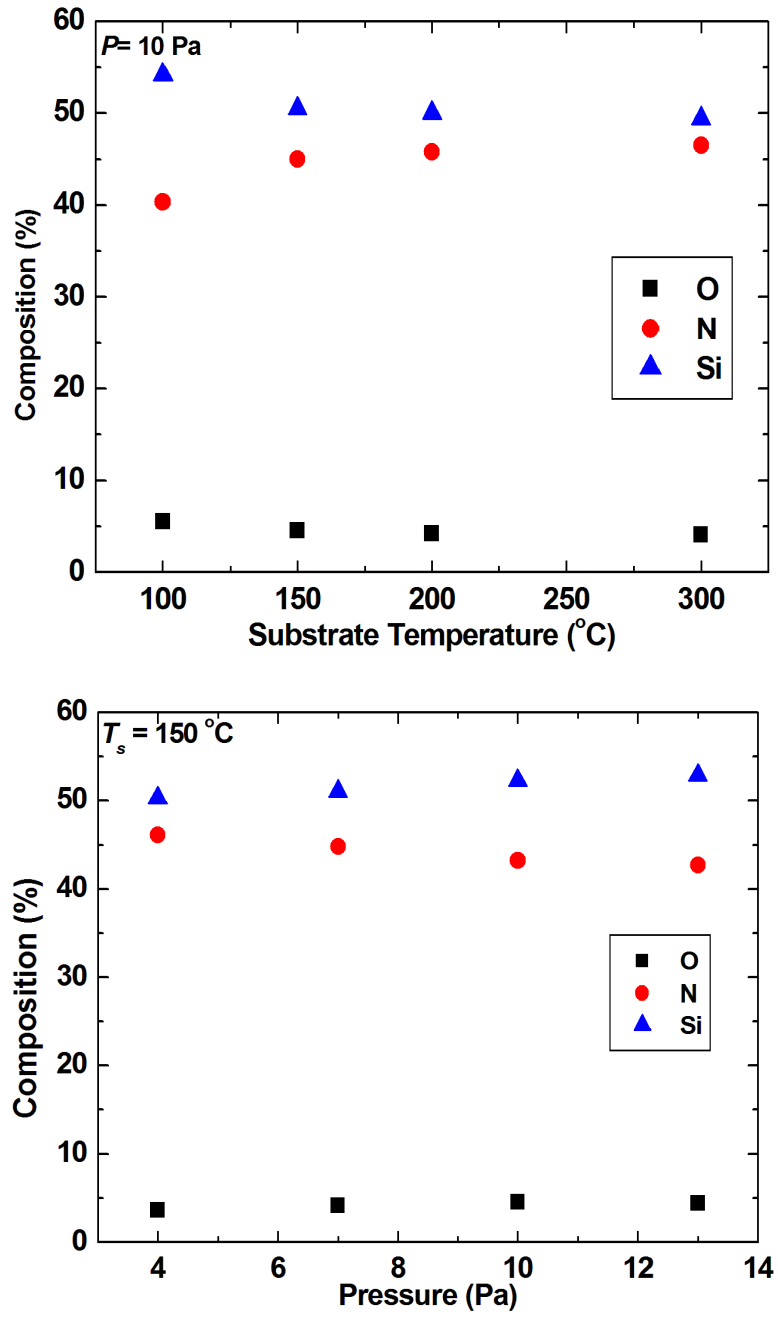 60
50
40
30
20
10
0
Composition (%)
P= 10 Pa
O
N
Si
100 150 200 250 300
Substrate Temperature (°C)
60
50
40
30
20
10
0
Composition (%)
Ts = 150 °C
O
N
Si
4 6 8 10 12 14
Pressure (Pa)